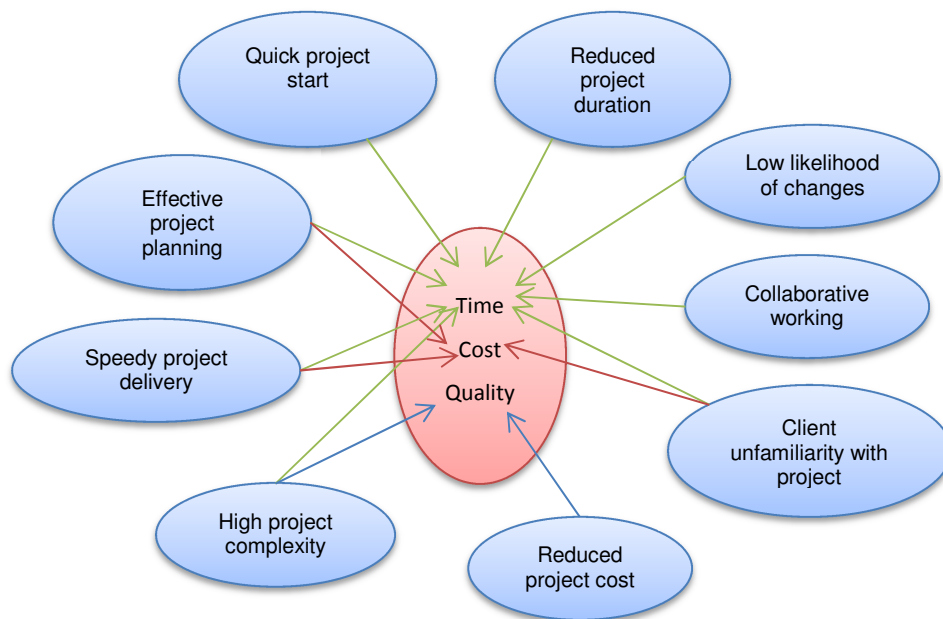 Quick project
start
Reduced
project
duration
Low likelihood
of changes
Effective
project
planning
Time
Collaborative
working
Speedy project
delivery
Cost
Quality
Client
unfamiliarity with
project
High project
complexity
Reduced
project cost